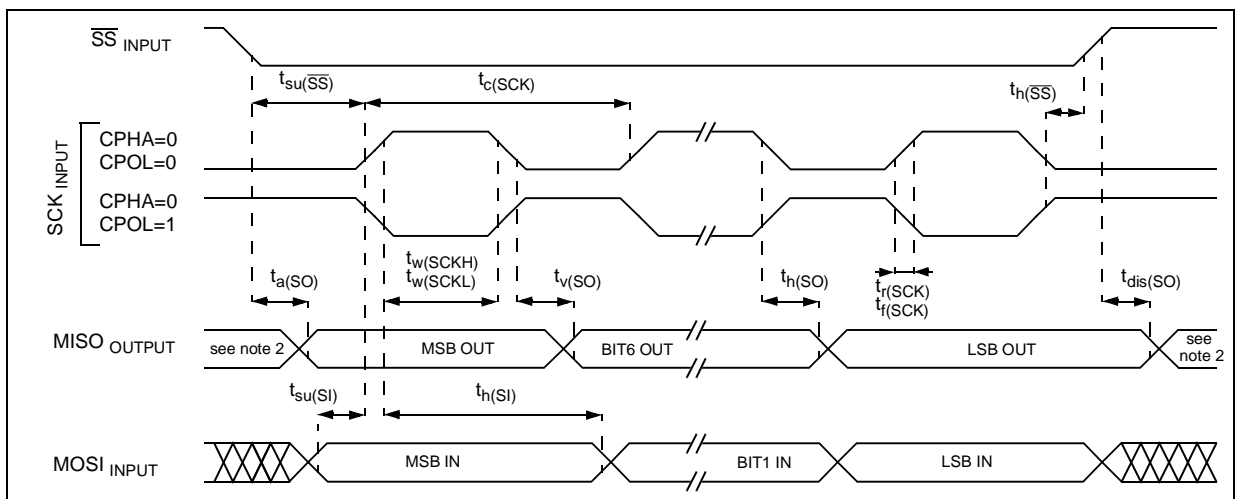 SS INPUT
tsu(SS)
tc(SCK)
th(SS)
SCK INPUT
CPHA=0
CPOL=0
CPHA=0
CPOL=1
ta(SO)
tw(SCKH)
tw(SCKL)
tv(SO)
th(SO)
tr(SCK)
tf(SCK)
tdis(SO)
MISO OUTPUT
see note 2
MSB OUT
BIT6 OUT
LSB OUT
see
note 2
tsu(SI)
th(SI)
MOSI INPUT
MSB IN
BIT1 IN
LSB IN